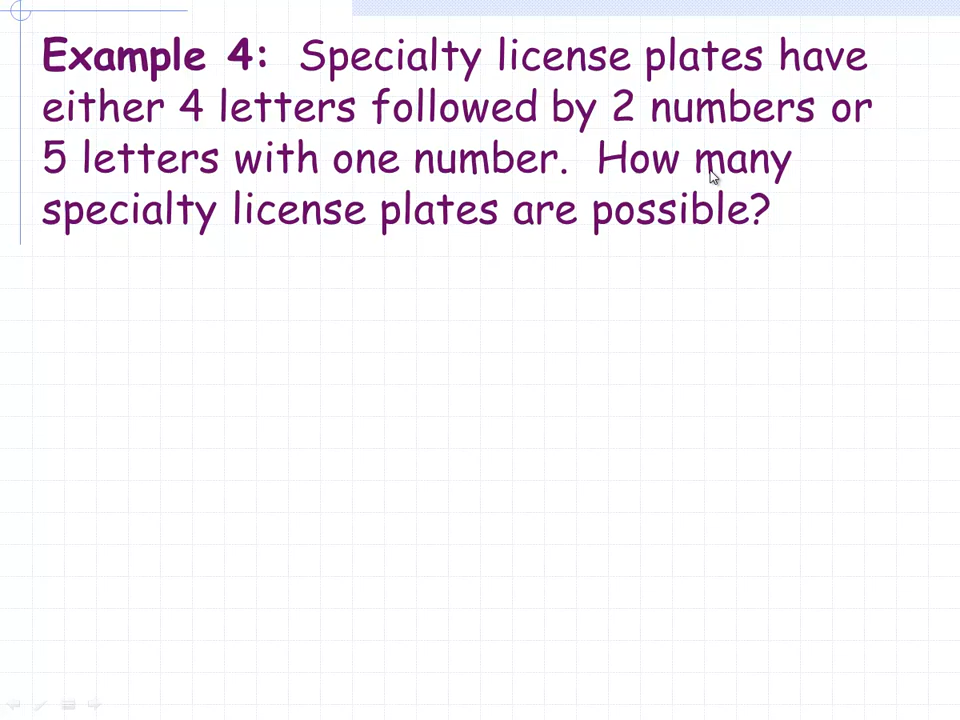 Example 4: Specialty license plates have
either 4 letters followed by 2 numbers or
5 letters with one number. How many
specialty license plates are possible?